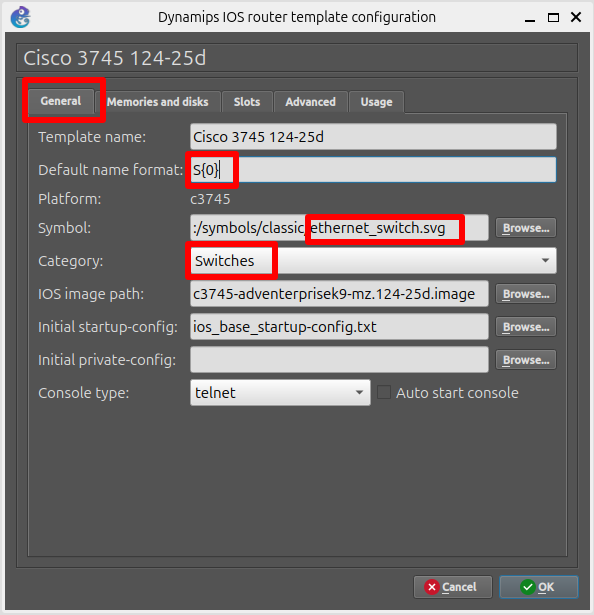 Dynamips IOS router template configuration
Cisco 3745 124-25d
General Memories and disks Slots Advanced Usage
Template name: Cisco 3745 124-25d
Default name format: S{0}
Platform: c3745
Symbol: :/symbols/classic/ethernet_switch.svg Browse...
Category: Switches
IOS image path: c3745-adventerprisek9-mz.124-25d.image Browse...
Initial startup-config: ios_base_startup-config.txt Browse...
Initial private-config: Browse...
Console type: telnet Auto start console
Cancel OK